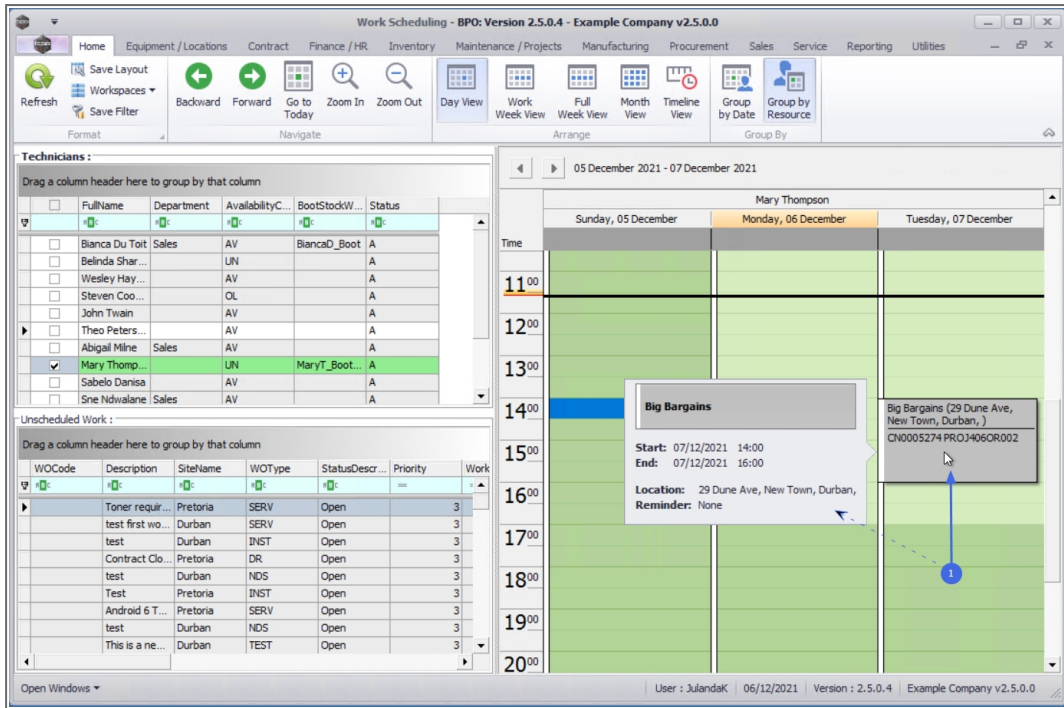 Work Scheduling - BPO: Version 2.5.0.4 - Example Company v2.5.0.0
Home Equipment / Locations Contract Finance / HR Inventory Maintenance / Projects Manufacturing Procurement Sales Service Reporting Utilities
Refresh
Save Layout
Workspaces
Save Filter
Backward
Forward
Go to Today
Zoom In
Zoom Out
Day View
Work Week View
Full Week View
Month View
Timeline View
Group by Date
Group by Resource
Format
Navigate
Arrange
Group By
Technicians :
Drag a column header here to group by that column
FullName Department AvailabilityC... BootStockW... Status
Bianca Du Toit Sales AV BiancaD_Boot A
Belinda Shar... UN A
Wesley Hay... AV A
Steven Coo... OL A
John Twain AV A
Theo Peters... AV A
Abigail Milne Sales AV A
Mary Thomp... UN MaryT_Boot... A
Sabelo Danisa AV A
Sne Ndwalane Sales AV A
Unscheduled Work :
Drag a column header here to group by that column
WOCode Description SiteName WOType StatusDescr... Priority Work
Toner requir... Pretoria SERV Open 3
test first wo... Durban SERV Open 3
test Durban INST Open 3
Contract Clo... Pretoria DR Open 3
test Durban NDS Open 3
Test Pretoria INST Open 3
Android 6 T... Pretoria SERV Open 3
test Durban NDS Open 3
This is a ne... Durban TEST Open 3
05 December 2021 - 07 December 2021
Mary Thompson
Sunday, 05 December Monday, 06 December Tuesday, 07 December
Time
11 00
12 00
13 00
14 00
15 00
16 00
17 00
18 00
19 00
20 00
Big Bargains
Start: 07/12/2021 14:00
End: 07/12/2021 16:00
Location: 29 Dune Ave, New Town, Durban,
Reminder: None
Big Bargains (29 Dune Ave,
New Town, Durban, )
CN0005274 PROJ406OR002
1
Open Windows
User : JulandaK 06/12/2021 Version : 2.5.0.4 Example Company v2.5.0.0